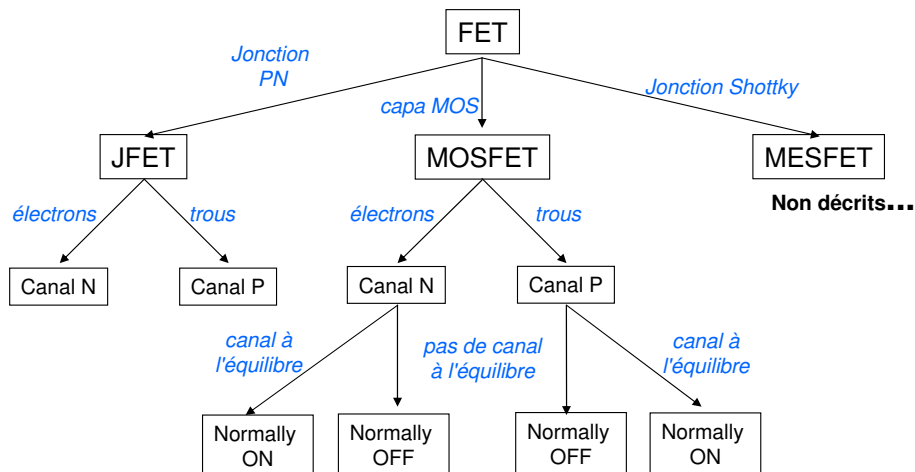 FET
Jonction
PN
capa MOS
Jonction Shottky
JFET
MOSFET
MESFET
Non décrits...
électrons
trous
électrons
trous
Canal N
Canal P
Canal N
Canal P
canal à
l'équilibre
pas de canal
à l'équilibre
canal à
l'équilibre
Normally
ON
Normally
OFF
Normally
OFF
Normally
ON